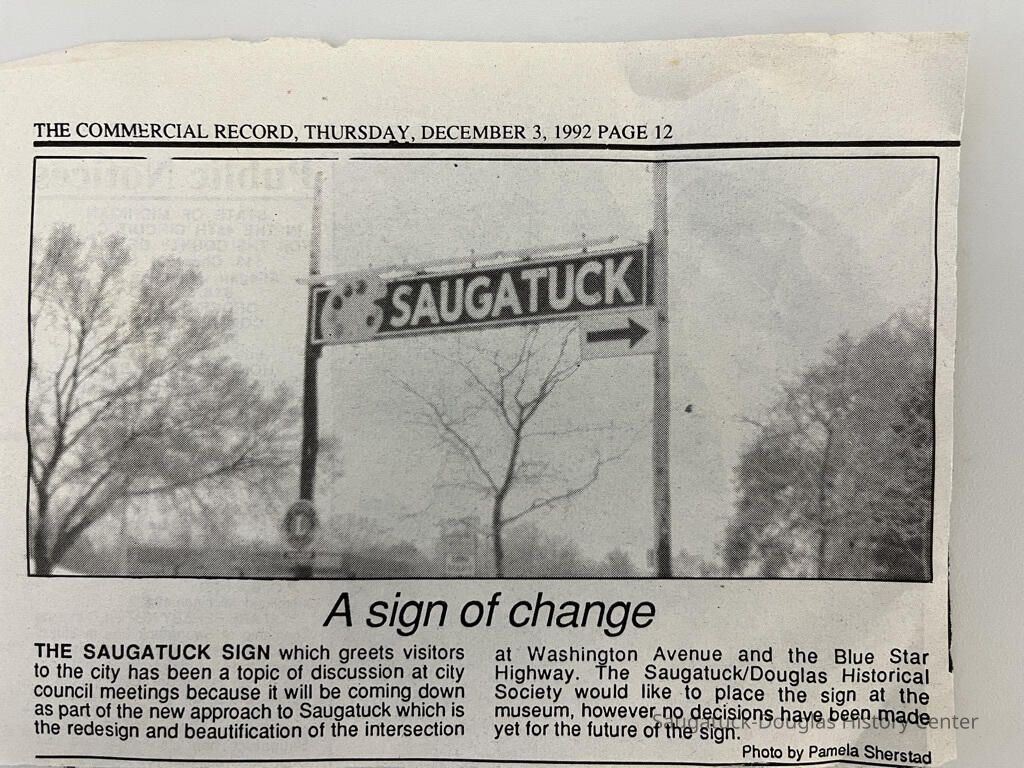 THE COMMERCIAL RECORD, THURSDAY, DECEMBER 3, 1992 PAGE 12
SAUGATUCK
A sign of change
THE SAUGATUCK SIGN which greets visitors
to the city has been a topic of discussion at city
council meetings because it will be coming down
as part of the new approach to Saugatuck which is
the redesign and beautification of the intersection
at Washington Avenue and the Blue Star
Highway. The Saugatuck/Douglas Historical
Society would like to place the sign at the
museum, however no decisions have been made
yet for the future of the sign.
Photo by Pamela Sherstad
Saugatuck-Douglas History Center